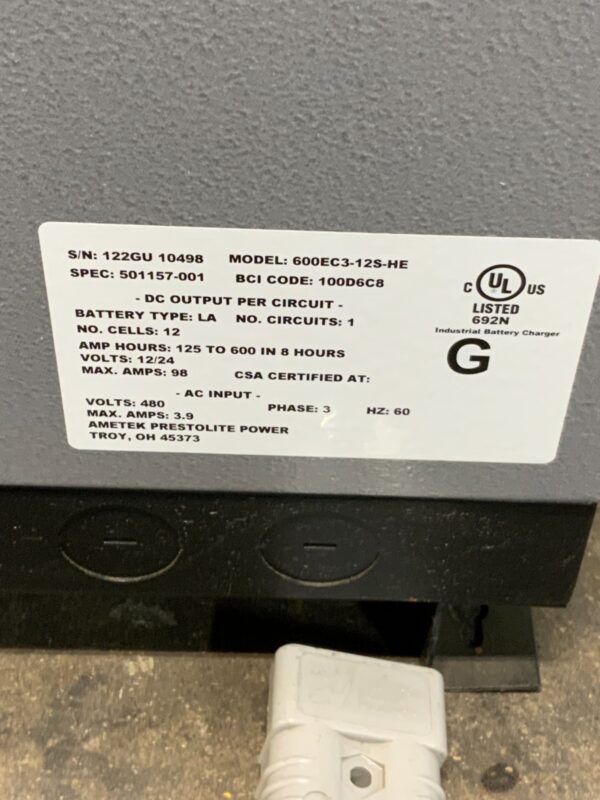 S/N: 122GU 10498 MODEL: 600EC3-12S-HE
SPEC: 501157-001 BCI CODE: 100D6C8
- DC OUTPUT PER CIRCUIT -
BATTERY TYPE: LA NO. CIRCUITS: 1
NO. CELLS: 12
AMP HOURS: 125 TO 600 IN 8 HOURS
VOLTS: 12/24
MAX. AMPS: 98 CSA CERTIFIED AT:
- AC INPUT -
VOLTS: 480 PHASE: 3 HZ: 60
MAX. AMPS: 3.9
AMETEK PRESTOLITE POWER
TROY, OH 45373
C UL US
LISTED
692N
Industrial Battery Charger
G